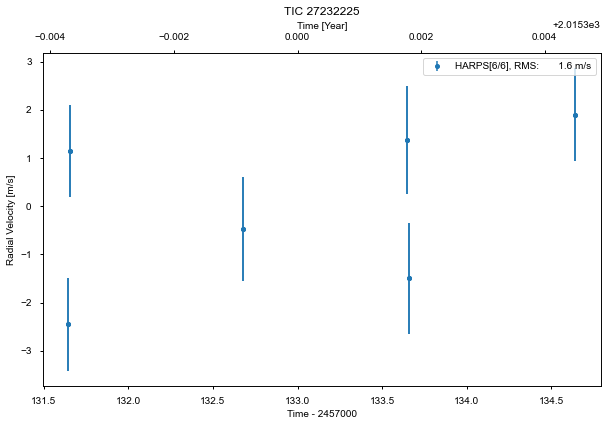 TIC 27232225
Time [Year]
−0.004 −0.002 0.000 0.002 0.004
+2.0153e3
HARPS[6/6], RMS: 1.6 m/s
Radial Velocity [m/s]
3
2
1
0
−1
−2
−3
131.5 132.0 132.5 133.0 133.5 134.0 134.5
Time - 2457000